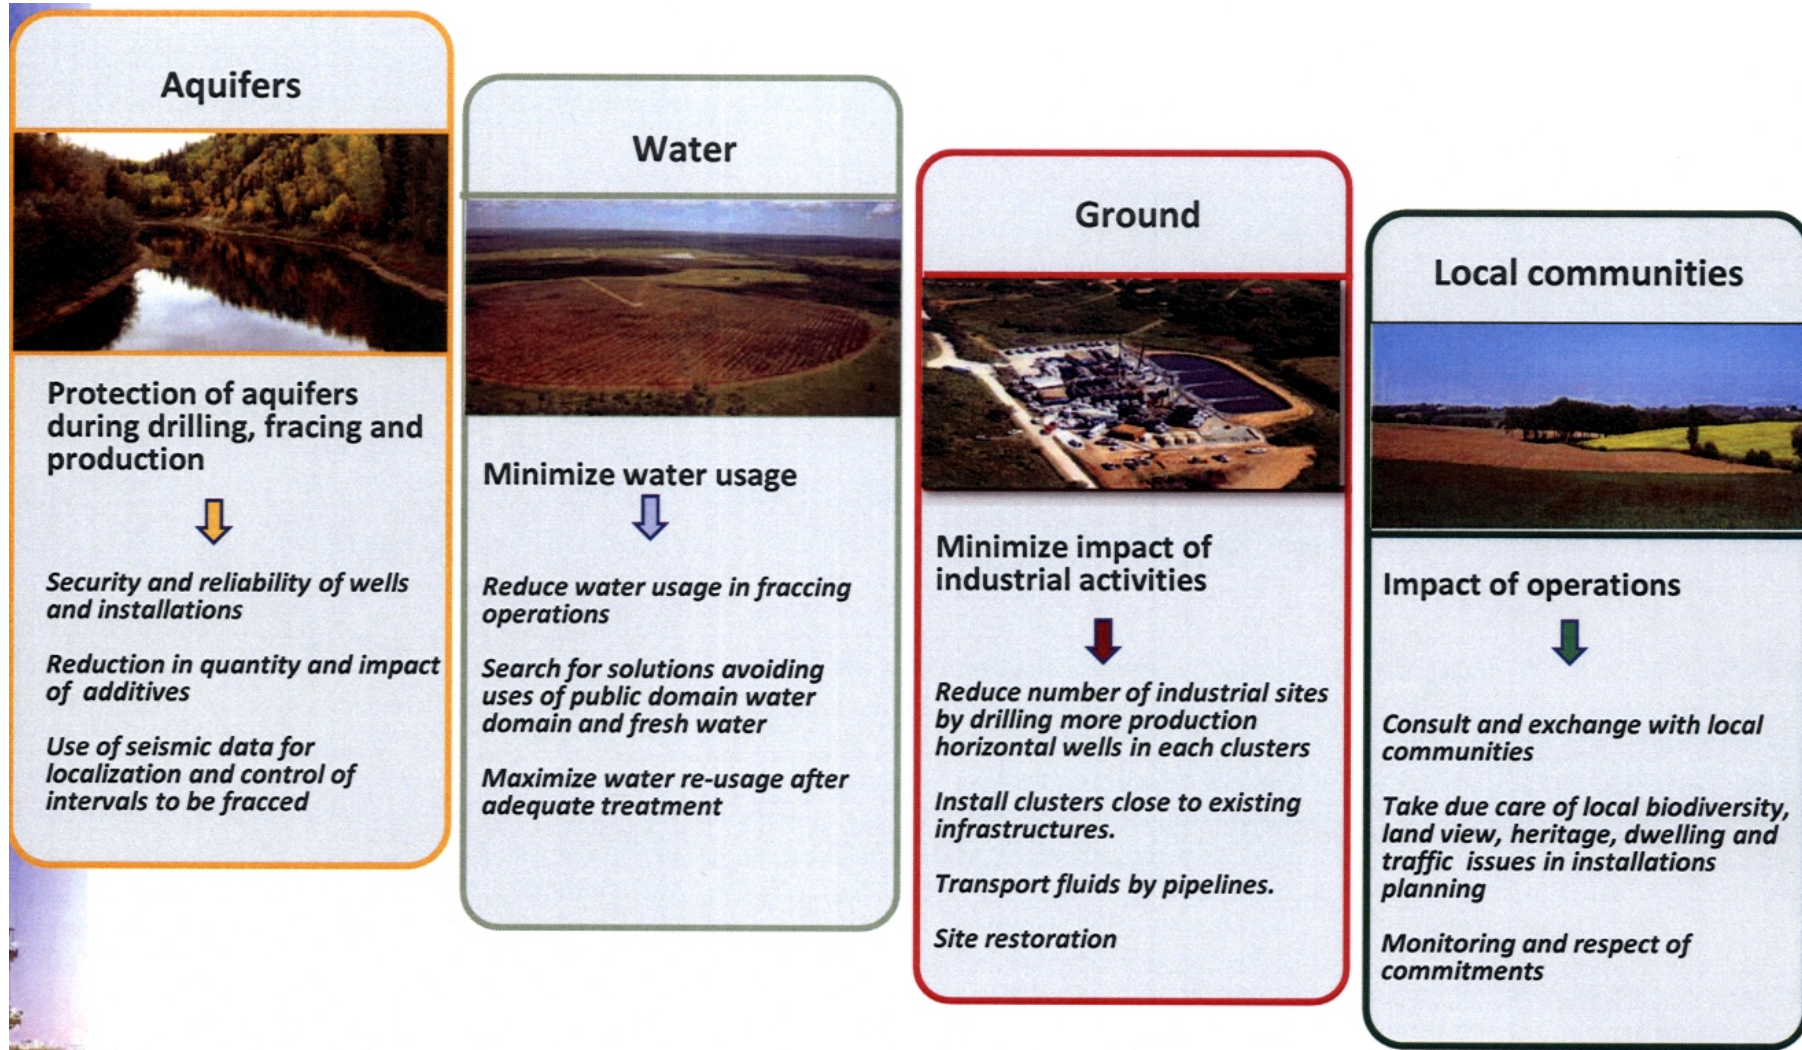 Aquifers
Protection of aquifers
during drilling, fracing and
production
Security and reliability of wells
and installations
Reduction in quantity and impact
of additives
Use of seismic data for
localization and control of
intervals to be fracced
Water
Minimize water usage
Reduce water usage in fraccing
operations
Search for solutions avoiding
uses of public domain water
domain and fresh water
Maximize water re-usage after
adequate treatment
Ground
Minimize impact of
industrial activities
Reduce number of industrial sites
by drilling more production
horizontal wells in each clusters
Install clusters close to existing
infrastructures.
Transport fluids by pipelines.
Site restoration
Local communities
Impact of operations
Consult and exchange with local
communities
Take due care of local biodiversity,
land view, heritage, dwelling and
traffic issues in installations
planning
Monitoring and respect of
commitments